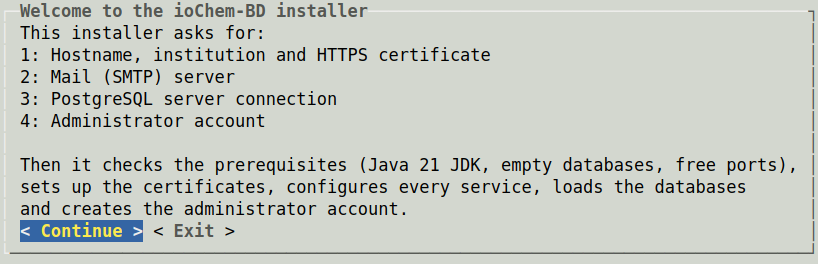 Welcome to the ioChem-BD installer
This installer asks for:
1: Hostname, institution and HTTPS certificate
2: Mail (SMTP) server
3: PostgreSQL server connection
4: Administrator account
Then it checks the prerequisites (Java 21 JDK, empty databases, free ports),
sets up the certificates, configures every service, loads the databases
and creates the administrator account.
< Continue > < Exit >